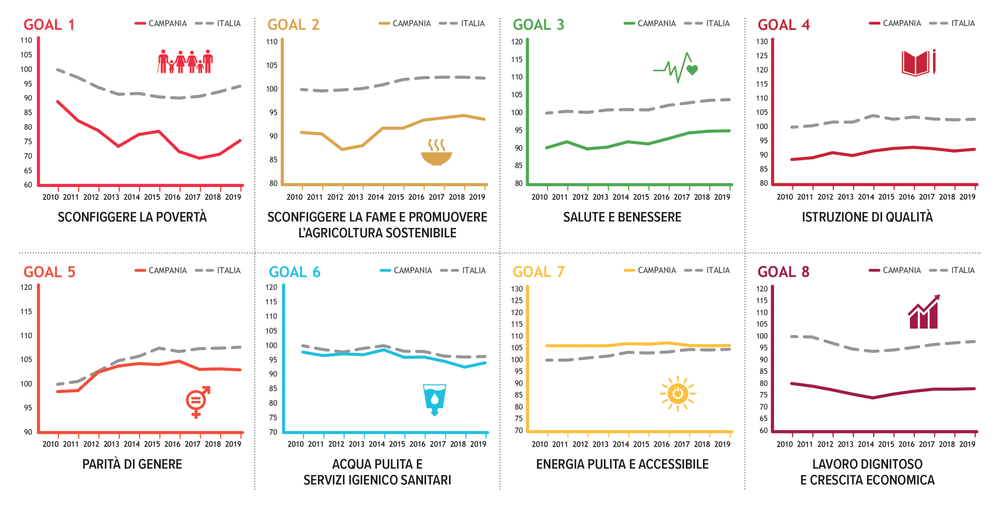 GOAL 1
CAMPANIA
ITALIA
110
105
100
95
90
85
80
75
70
65
60
2010 2011 2012 2013 2014 2015 2016 2017 2018 2019
SCONFIGGERE LA POVERTÀ
GOAL 2
CAMPANIA
ITALIA
110
105
100
95
90
85
80
2010 2011 2012 2013 2014 2015 2016 2017 2018 2019
SCONFIGGERE LA FAME E PROMUOVERE
L’AGRICOLTURA SOSTENIBILE
GOAL 3
CAMPANIA
ITALIA
120
115
110
105
100
95
90
85
80
2010 2011 2012 2013 2014 2015 2016 2017 2018 2019
SALUTE E BENESSERE
GOAL 4
CAMPANIA
ITALIA
130
125
120
115
110
105
100
95
90
85
80
2010 2011 2012 2013 2014 2015 2016 2017 2018 2019
ISTRUZIONE DI QUALITÀ
GOAL 5
CAMPANIA
ITALIA
120
115
110
105
100
95
90
2010 2011 2012 2013 2014 2015 2016 2017 2018 2019
PARITÀ DI GENERE
GOAL 6
CAMPANIA
ITALIA
120
115
110
105
100
95
90
85
80
75
70
2010 2011 2012 2013 2014 2015 2016 2017 2018 2019
ACQUA PULITA E
SERVIZI IGIENICO SANITARI
GOAL 7
CAMPANIA
ITALIA
130
125
120
115
110
105
100
95
90
85
80
75
70
2010 2011 2012 2013 2014 2015 2016 2017 2018 2019
ENERGIA PULITA E ACCESSIBILE
GOAL 8
CAMPANIA
ITALIA
120
115
110
105
100
95
90
85
80
75
70
65
60
2010 2011 2012 2013 2014 2015 2016 2017 2018 2019
LAVORO DIGNITOSO
E CRESCITA ECONOMICA